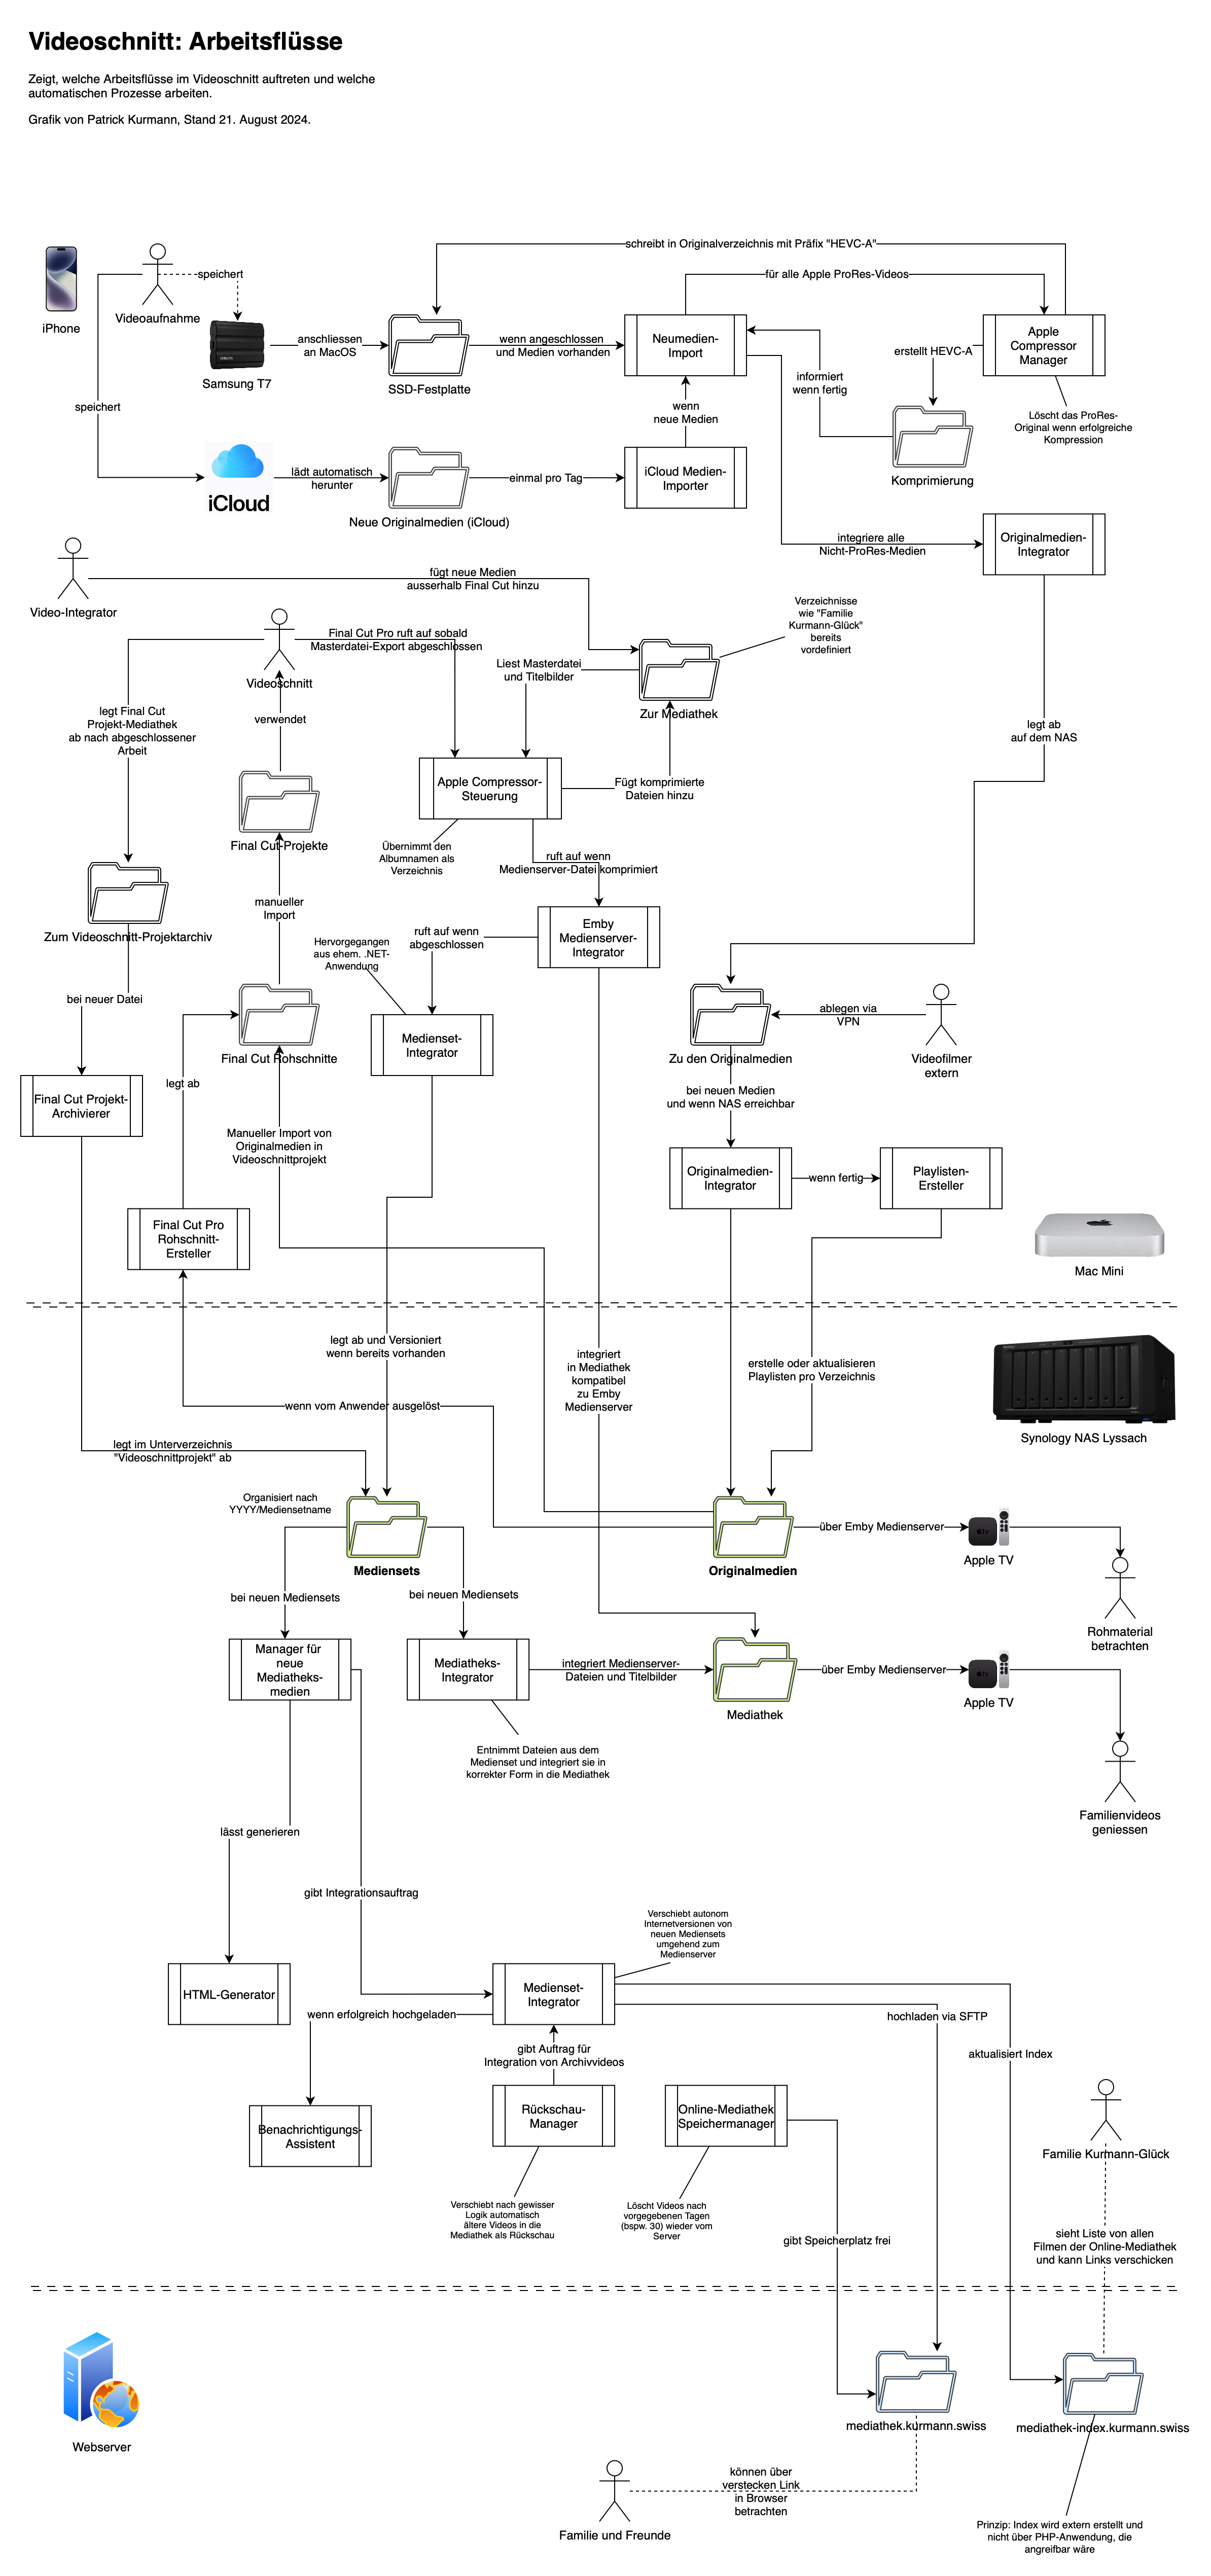 Videoschnitt: Arbeitsflüsse
Zeigt, welche Arbeitsflüsse im Videoschnitt auftreten und welche
automatischen Prozesse arbeiten.
Grafik von Patrick Kurmann, Stand 21. August 2024.
schreibt in Originalverzeichnis mit Präfix "HEVC-A"
für alle Apple ProRes-Videos
speichert
iPhone
Videoaufnahme
Samsung T7
anschliessen
an MacOS
SSD-Festplatte
wenn angeschlossen
und Medien vorhanden
Neumedien-
Import
Apple
Compressor
Manager
erstellt HEVC-A
informiert
wenn fertig
Löscht das ProRes-
Original wenn erfolgreiche
Kompression
Komprimierung
speichert
wenn
neue Medien
iCloud
lädt automatisch
herunter
Neue Originalmedien (iCloud)
einmal pro Tag
iCloud Medien-
Importer
integriere alle
Nicht-ProRes-Medien
Originalmedien-
Integrator
Video-Integrator
fügt neue Medien
ausserhalb Final Cut hinzu
Verzeichnisse
wie "Familie
Kurmann-Glück"
bereits
vordefiniert
Videoschnitt
Final Cut Pro ruft auf sobald
Masterdatei-Export abgeschlossen
Liest Masterdatei
und Titelbilder
Zur Mediathek
legt Final Cut
Projekt-Mediathek
ab nach abgeschlossener
Arbeit
verwendet
legt ab
auf dem NAS
Apple Compressor-
Steuerung
Fügt komprimierte
Dateien hinzu
Final Cut-Projekte
Übernimmt den
Albumnamen als
Verzeichnis
ruft auf wenn
Medienserver-Datei komprimiert
Zum Videoschnitt-Projektarchiv
manueller
Import
Emby
Medienserver-
Integrator
ruft auf wenn
abgeschlossen
Hervorgegangen
aus ehem. .NET-
Anwendung
bei neuer Datei
Final Cut Rohschnitte
Medienset-
Integrator
Zu den Originalmedien
ablegen via
VPN
Videofilmer
extern
legt ab
Final Cut Projekt-
Archivierer
bei neuen Medien
und wenn NAS erreichbar
Manueller Import von
Originalmedien in
Videoschnittprojekt
Originalmedien-
Integrator
wenn fertig
Playlisten-
Ersteller
Final Cut Pro
Rohschnitt-
Ersteller
Mac Mini
legt ab und Versioniert
wenn bereits vorhanden
integriert
in Mediathek
kompatibel
zu Emby
Medienserver
erstelle oder aktualisieren
Playlisten pro Verzeichnis
Synology NAS Lyssach
wenn vom Anwender ausgelöst
legt im Unterverzeichnis
"Videoschnittprojekt" ab
Organisiert nach
YYYY/Mediensetname
Mediensets
Originalmedien
über Emby Medienserver
Apple TV
bei neuen Mediensets
bei neuen Mediensets
Rohmaterial
betrachten
Manager für
neue
Mediatheks-
medien
Mediatheks-
Integrator
integriert Medienserver-
Dateien und Titelbilder
Mediathek
über Emby Medienserver
Apple TV
Entnimmt Dateien aus dem
Medienset und integriert sie in
korrekter Form in die Mediathek
Familienvideos
geniessen
lässt generieren
gibt Integrationsauftrag
Verschiebt autonom
Internetversionen von
neuen Mediensets
umgehend zum
Medienserver
HTML-Generator
Medienset-
Integrator
wenn erfolgreich hochgeladen
hochladen via SFTP
gibt Auftrag für
Integration von Archivvideos
aktualisiert Index
Benachrichtigungs-
Assistent
Rückschau-
Manager
Online-Mediathek
Speichermanager
Familie Kurmann-Glück
Verschiebt nach gewisser
Logik automatisch
ältere Videos in die
Mediathek als Rückschau
Löscht Videos nach
vorgegebenen Tagen
(bspw. 30) wieder vom
Server
gibt Speicherplatz frei
sieht Liste von allen
Filmen der Online-Mediathek
und kann Links verschicken
Webserver
mediathek.kurmann.swiss
mediathek-index.kurmann.swiss
können über
verstecken Link
in Browser
betrachten
Familie und Freunde
Prinzip: Index wird extern erstellt und
nicht über PHP-Anwendung, die
angreifbar wäre